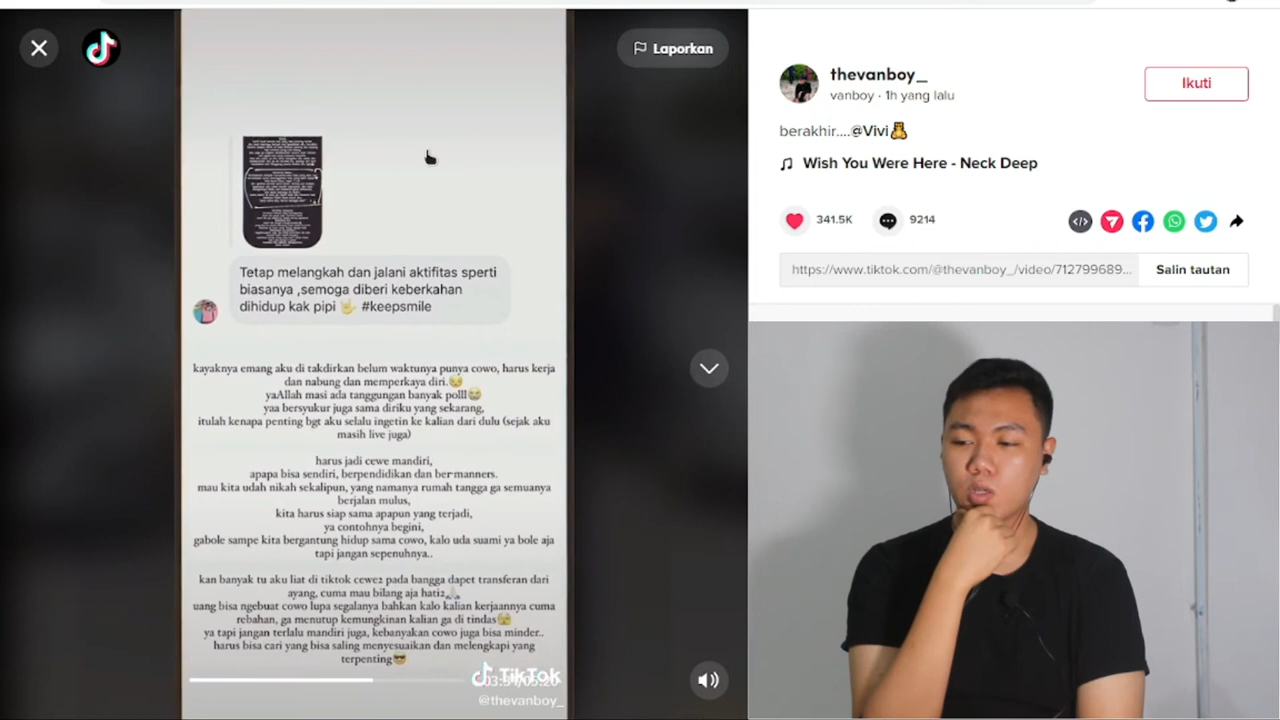 Laporkan
Tetap melangkah dan jalani aktifitas sperti
biasanya ,semoga diberi keberkahan
dihidup kak pipi 🤟 #keepsmile
kayaknya emang aku di takdirkan belum waktunya punya cowo, harus kerja
dan nabung dan memperkaya diri.😥
yaAllah masi ada tanggungan banyak polll😭
yaa bersyukur juga sama diriku yang sekarang,
itulah kenapa penting bgt aku selalu ingetin ke kalian dari dulu (sejak aku
masih live juga)
harus jadi cewe mandiri,
apapa bisa sendiri, berpendidikan dan ber-manners.
mau kita udah nikah sekalipun, yang namanya rumah tangga ga semuanya
berjalan mulus,
kita harus siap sama apapun yang terjadi,
ya contohnya begini,
gabole sampe kita bergantung hidup sama cowo, kalo uda suami ya bole aja
tapi jangan sepenuhnya..
kan banyak tu aku liat di tiktok cewe2 pada bangga dapet transferan dari
ayang, cuma mau bilang aja hati2🙏
uang bisa ngebuat cowo lupa segalanya bahkan kalo kalian kerjaannya cuma
rebahan, ga menutup kemungkinan kalian ga di tindas🫣
ya tapi jangan terlalu mandiri juga, kebanyakan cowo juga bisa minder..
harus bisa cari yang bisa saling menyesuaikan dan melengkapi yang
terpenting😎
TikTok
@thevanboy_
thevanboy_
vanboy · 1h yang lalu
Ikuti
berakhir....@Vivi🧸
Wish You Were Here - Neck Deep
341.5K
9214
https://www.tiktok.com/@thevanboy_/video/712799689...
Salin tautan